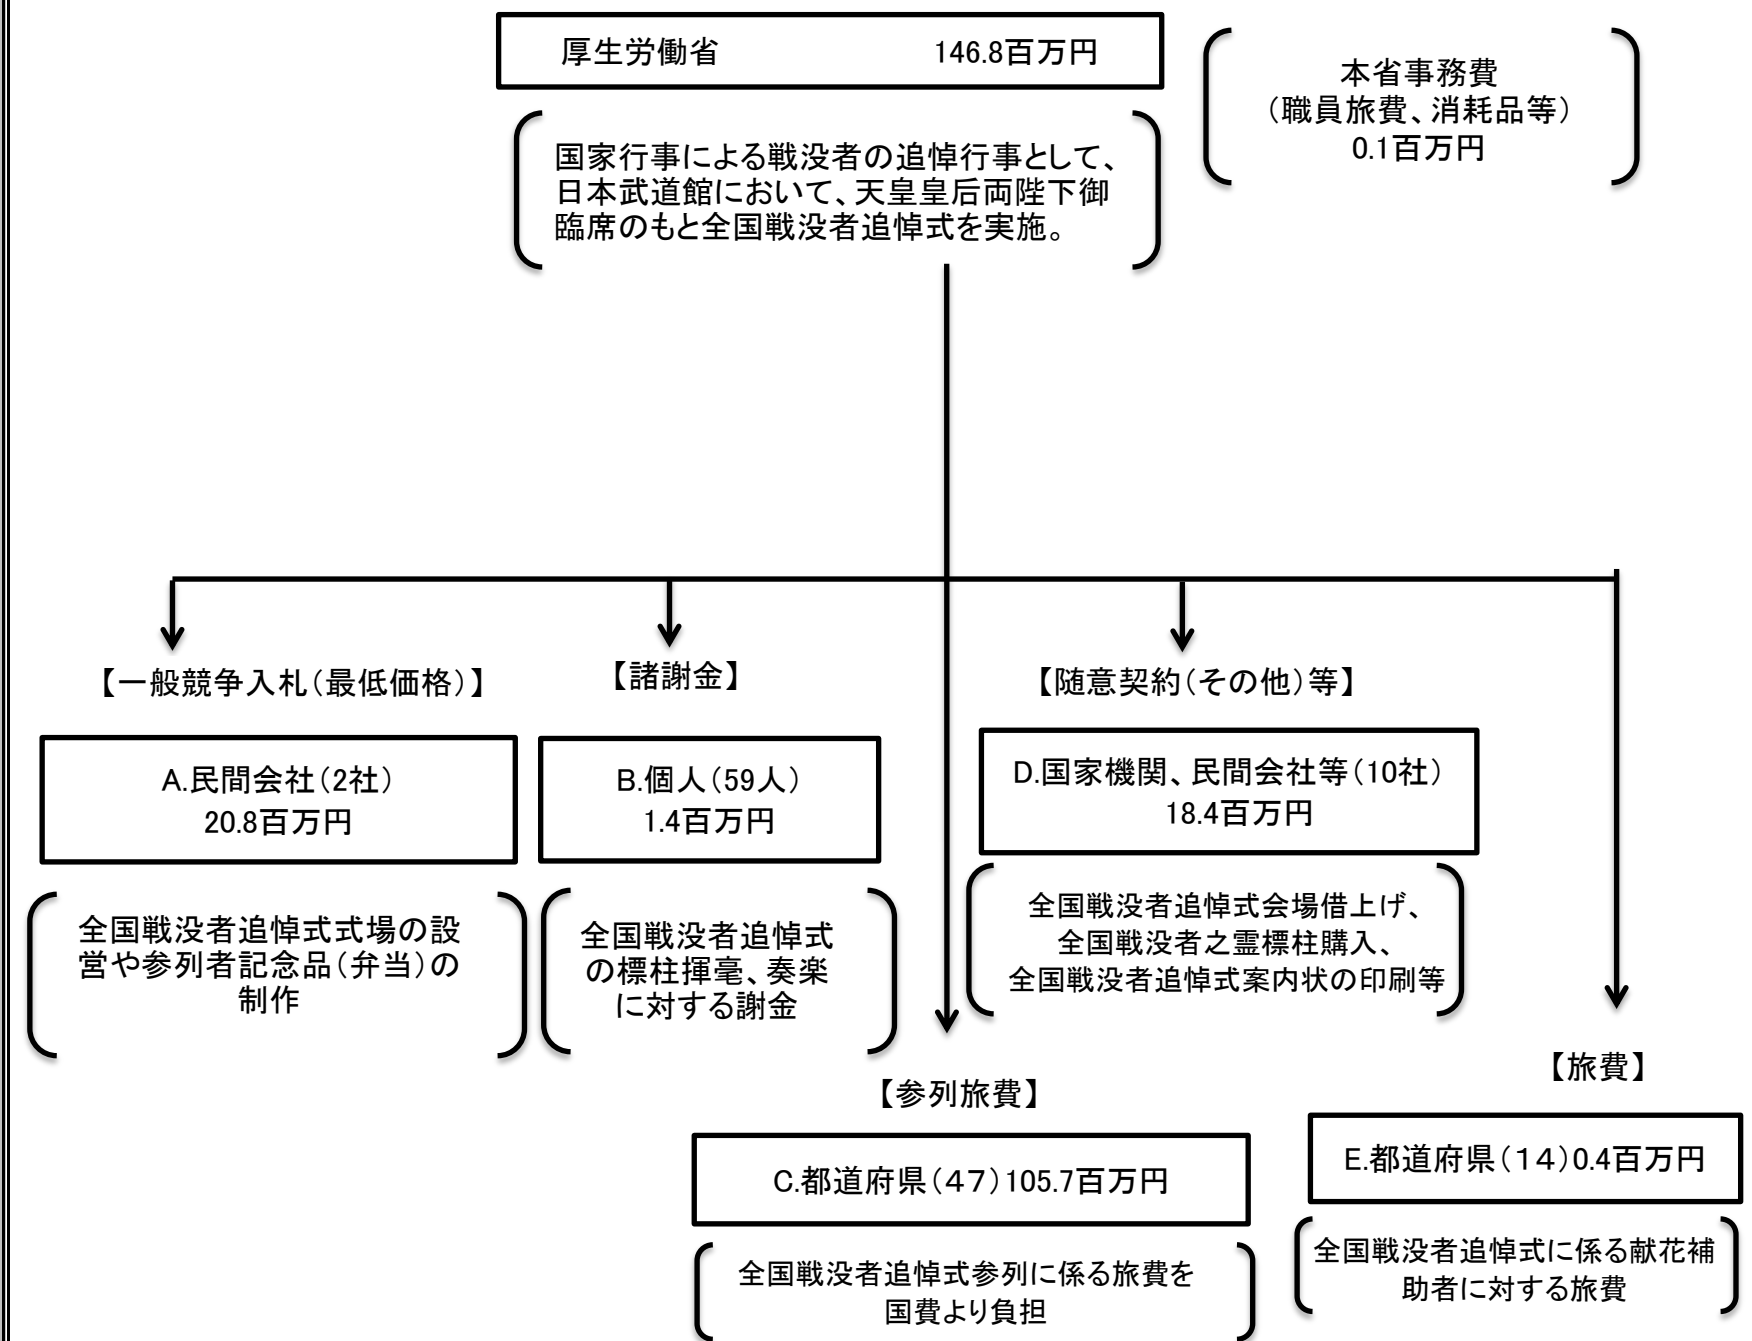 厚生労働省 146.8百万円
本省事務費
（職員旅費、消耗品等）
0.1百万円
国家行事による戦没者の追悼行事として、
日本武道館において、天皇皇后両陛下御
臨席のもと全国戦没者追悼式を実施。
【一般競争入札（最低価格）】
A.民間会社（2社）
20.8百万円
全国戦没者追悼式式場の設
営や参列者記念品（弁当）の
制作
【諸謝金】
B.個人（59人）
1.4百万円
全国戦没者追悼式
の標柱揮毫、奏楽
に対する謝金
【随意契約（その他）等】
D.国家機関、民間会社等（10社）
18.4百万円
全国戦没者追悼式会場借上げ、
全国戦没者之霊標柱購入、
全国戦没者追悼式案内状の印刷等
【参列旅費】
C.都道府県（４７）105.7百万円
全国戦没者追悼式参列に係る旅費を
国費より負担
【旅費】
E.都道府県（１４）0.4百万円
全国戦没者追悼式に係る献花補
助者に対する旅費